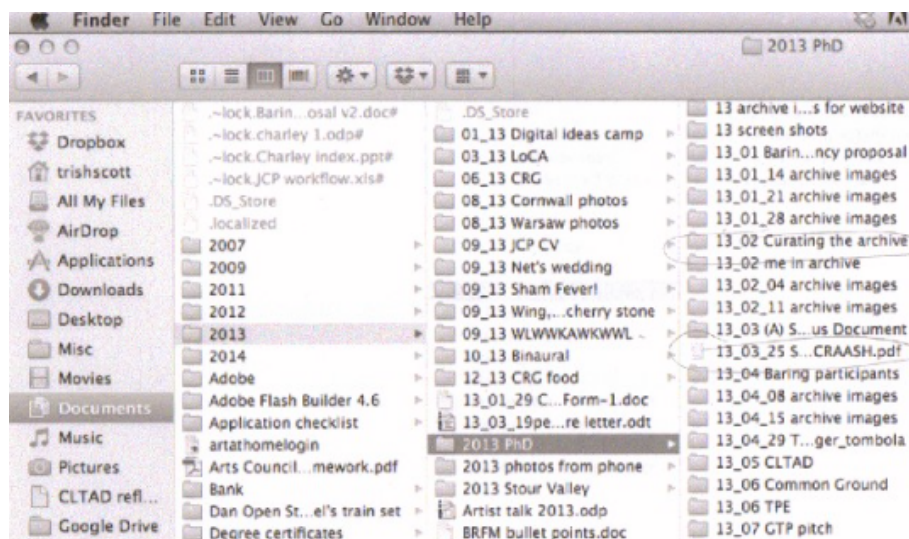 Finder File Edit View Go Window Help
2013 PhD
FAVORITES
Dropbox
trishscott
All My Files
AirDrop
Applications
Downloads
Desktop
Misc
Movies
Documents
Music
Pictures
CLTAD refl...
Google Drive
.~lock.Barin...osal v2.doc#
.~lock.charley 1.odp#
.~lock.Charley index.ppt#
.~lock.JCP workflow.xls#
.DS_Store
.localized
2007
2009
2011
2012
2013
2014
Adobe
Adobe Flash Builder 4.6
Application checklist
artathomelogin
Arts Council...mework.pdf
Bank
Dan Open St...el's train set
Degree certificates
.DS_Store
01_13 Digital ideas camp
03_13 LoCA
06_13 CRG
08_13 Cornwall photos
08_13 Warsaw photos
09_13 JCP CV
09_13 Net's wedding
09_13 Sham Fever!
09_13 Wing,...cherry stone
09_13 WLWWKAWKWWL
10_13 Binaural
12_13 CRG food
13_01_29 C...Form-1.doc
13_03_19pe...re letter.odt
2013 PhD
2013 photos from phone
2013 Stour Valley
Artist talk 2013.odp
BRFM bullet points.doc
13 archive i...s for website
13 screen shots
13_01 Barin...ncy proposal
13_01_14 archive images
13_01_21 archive images
13_01_28 archive images
13_02 Curating the archive
13_02 me in archive
13_02_04 archive images
13_02_11 archive images
13_03 (A) S...us Document
13_03_25 S...CRAASH.pdf
13_04 Baring participants
13_04_08 archive images
13_04_15 archive images
13_04_29 T...ger_tombola
13_05 CLTAD
13_06 Common Ground
13_06 TPE
13_07 GTP pitch